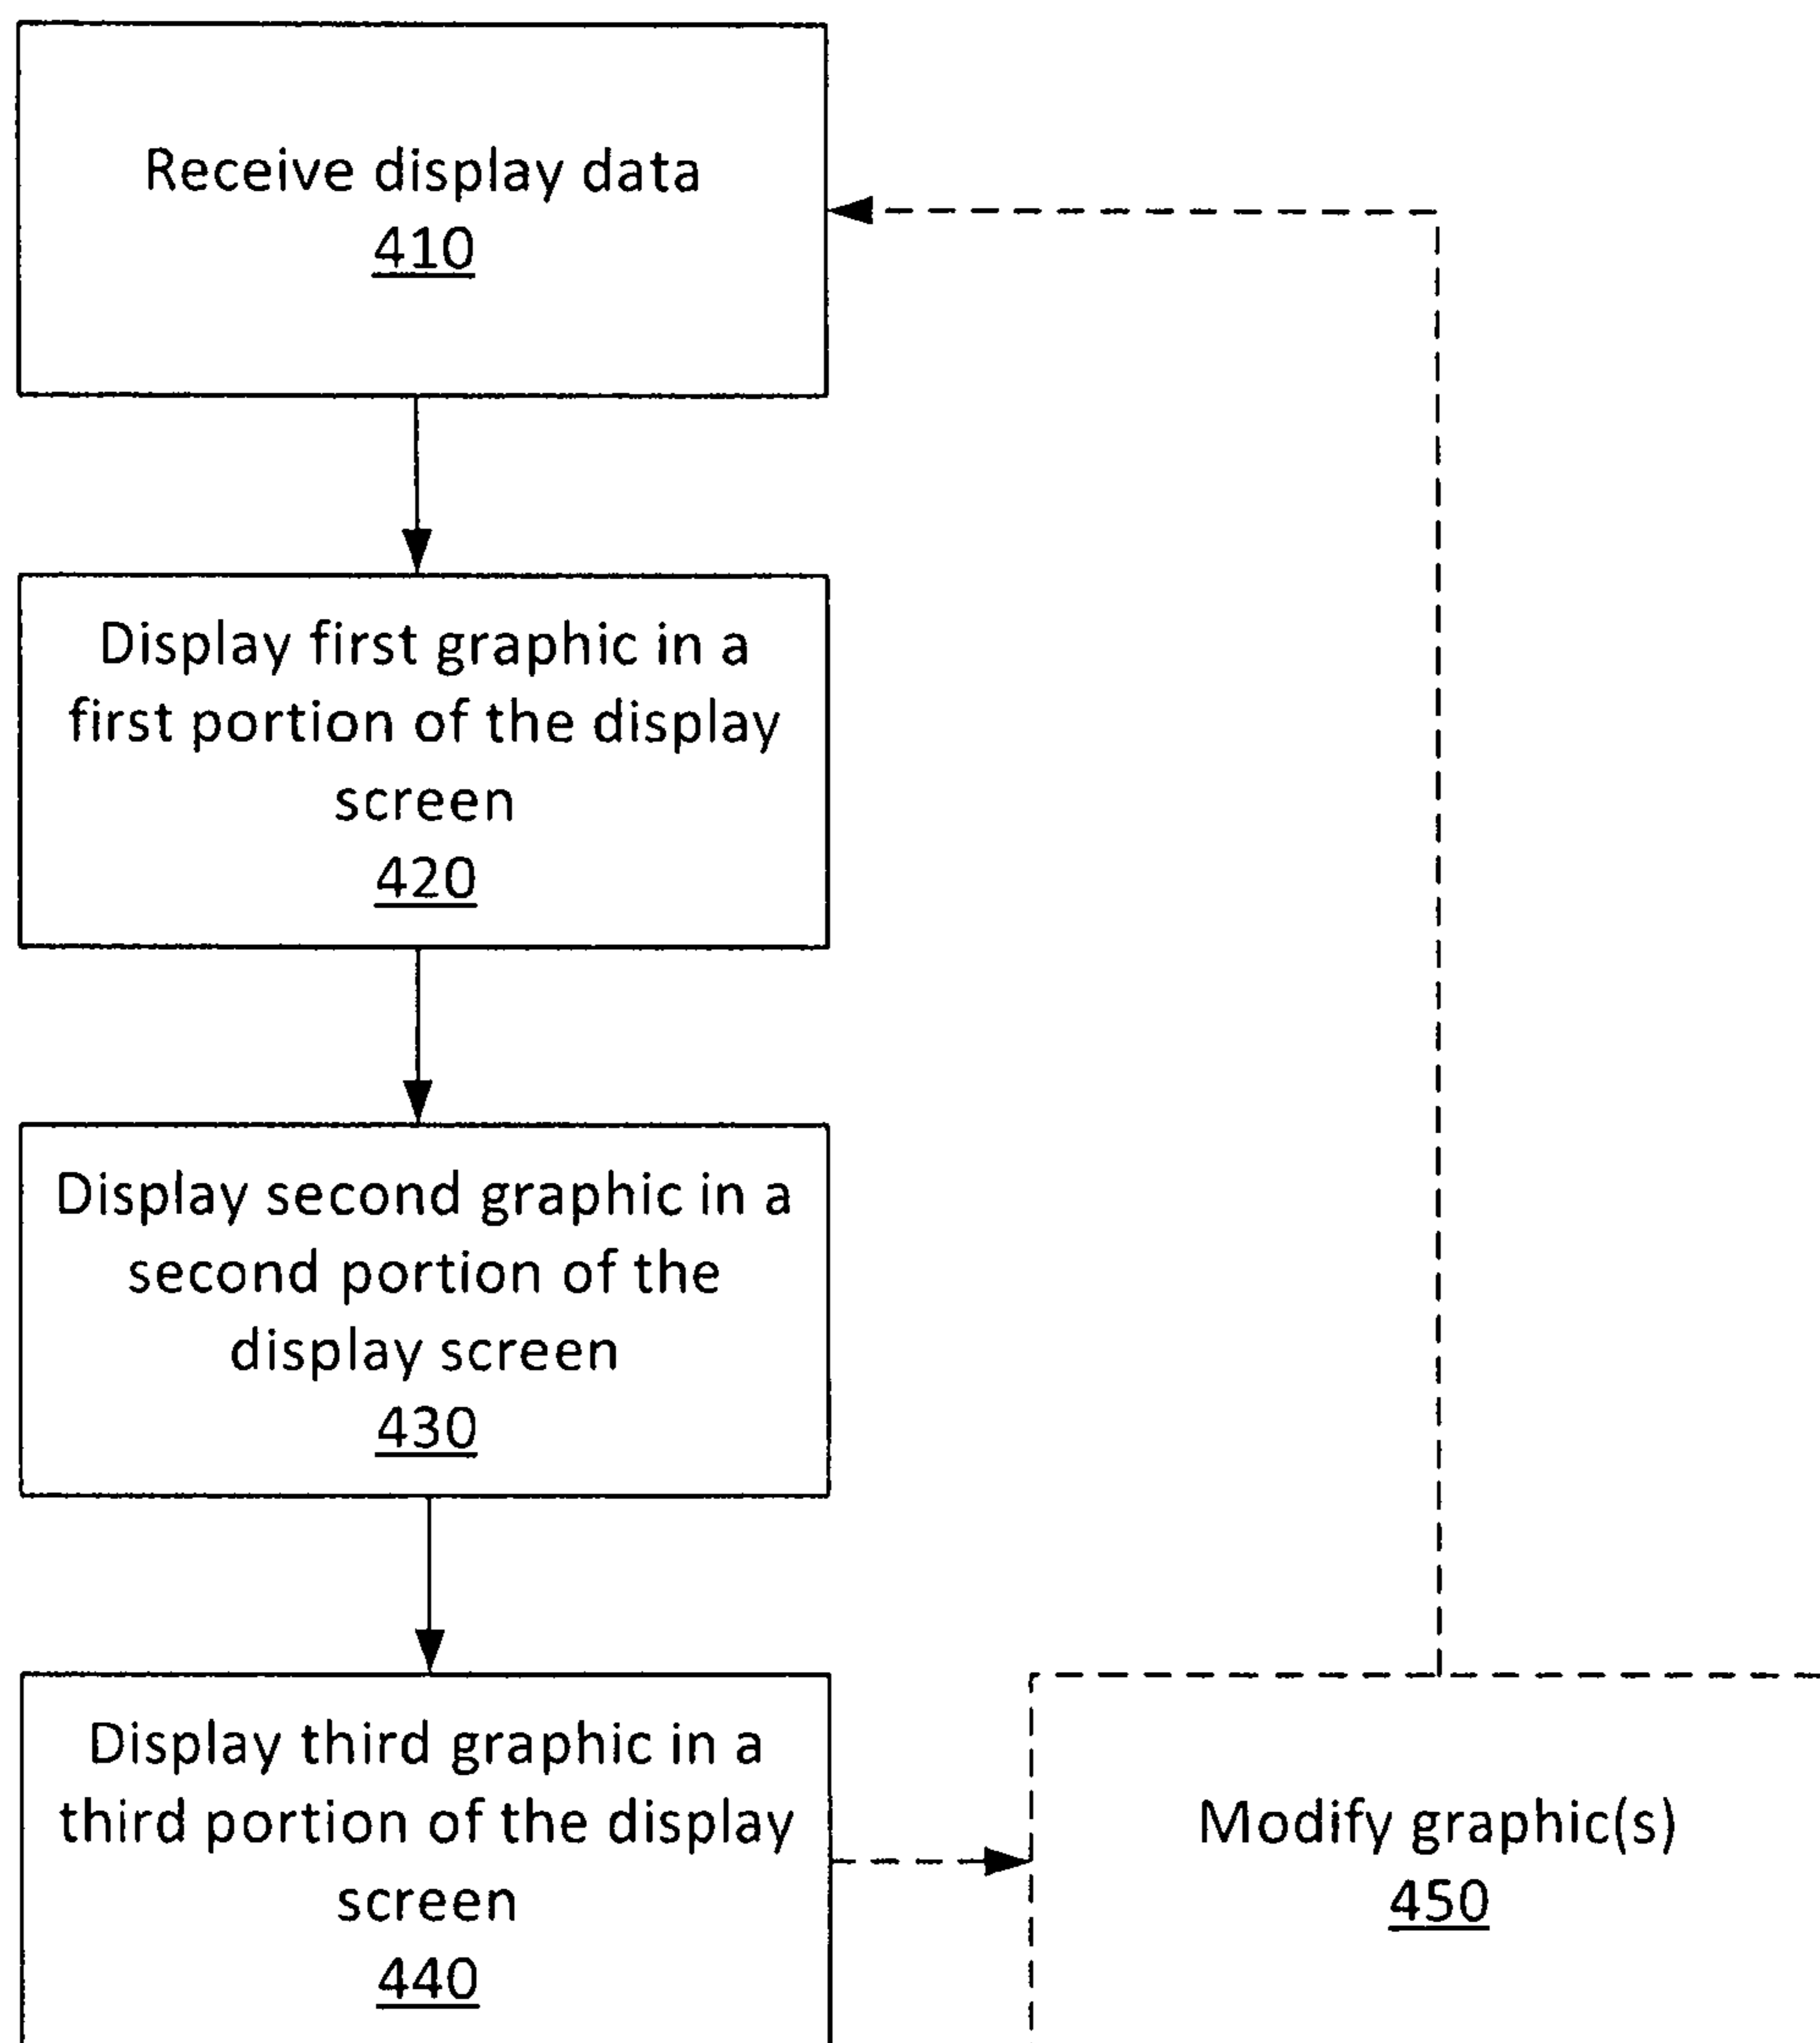 Receive display data
410
Display first graphic in a
first portion of the display
screen
420
Display second graphic in a
second portion of the
display screen
430
Display third graphic in a
third portion of the display
screen
440
Modify graphic(s)
450